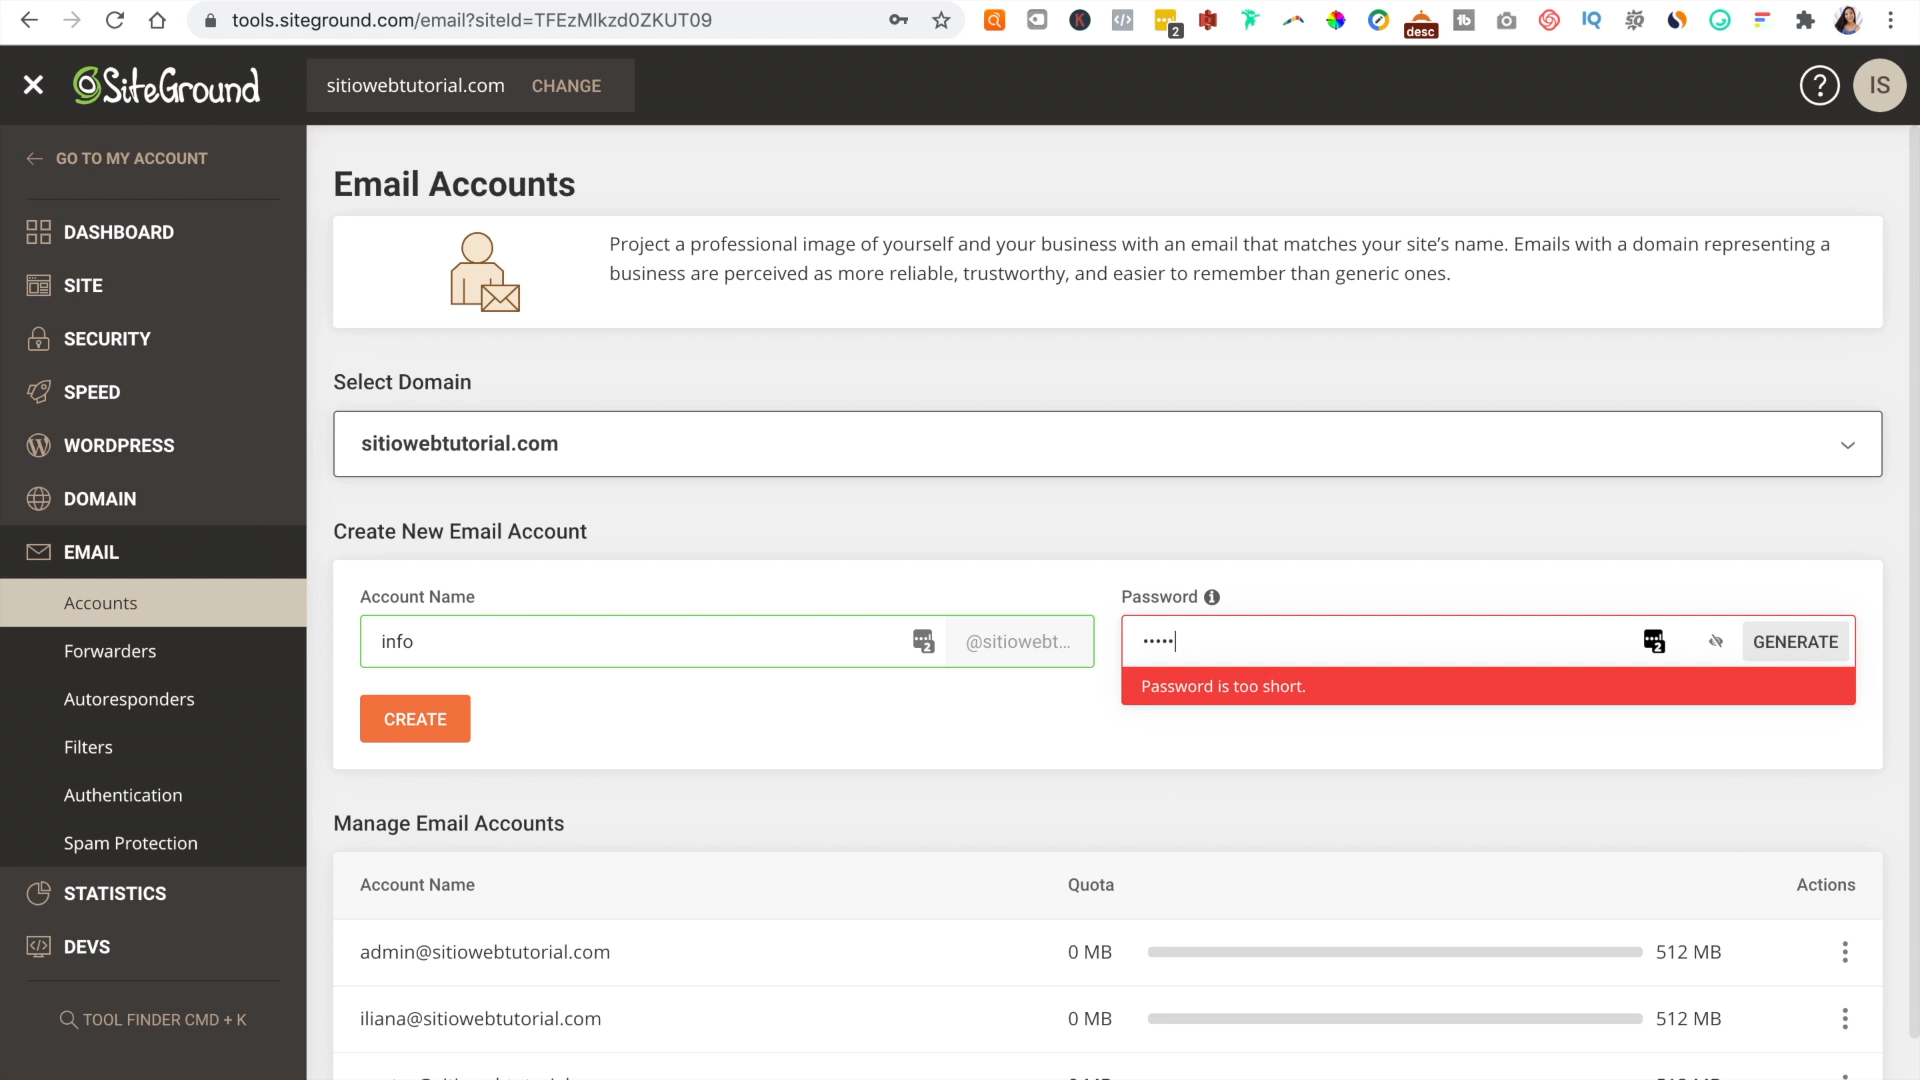 tools.siteground.com/email?siteId=TFEzMlkzd0ZKUT09
2
desc
SiteGround
sitiowebtutorial.com CHANGE
? IS
GO TO MY ACCOUNT
DASHBOARD
SITE
SECURITY
SPEED
WORDPRESS
DOMAIN
EMAIL
Accounts
Forwarders
Autoresponders
Filters
Authentication
Spam Protection
STATISTICS
DEVS
TOOL FINDER CMD + K
Email Accounts
Project a professional image of yourself and your business with an email that matches your site's name. Emails with a domain representing a
business are perceived as more reliable, trustworthy, and easier to remember than generic ones.
Select Domain
sitiowebtutorial.com
Create New Email Account
Account Name
info 2 @sitiowebt...
Password
••••• 2 GENERATE
Password is too short.
CREATE
Manage Email Accounts
Account Name Quota Actions
admin@sitiowebtutorial.com 0 MB 512 MB
iliana@sitiowebtutorial.com 0 MB 512 MB